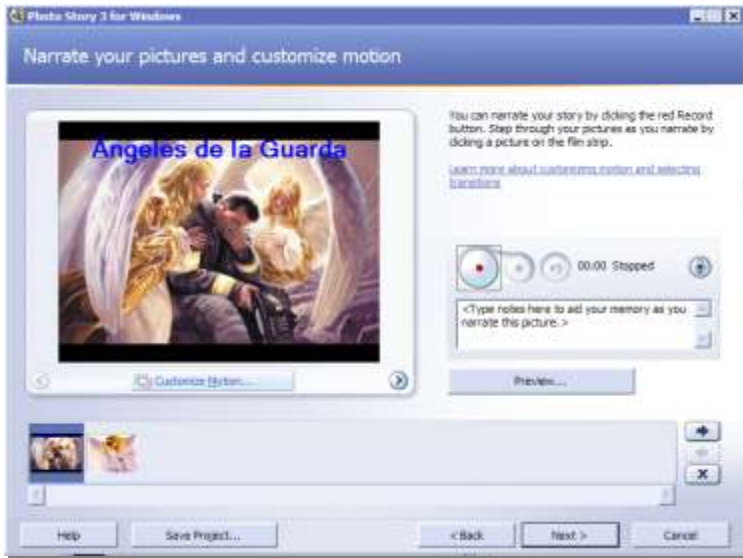 Photo Story 3 for Windows
Narrate your pictures and customize motion
Angeles de la Guarda
You can narrate your story by clicking the red Record
button. Step through your pictures as you narrate by
clicking a picture on the film strip.
Learn more about customizing motion and selecting
transitions
00:00 Stopped
<Type notes here to aid your memory as you
narrate this picture.>
Customize Motion...
Preview...
Help
Save Project...
< Back
Next >
Cancel